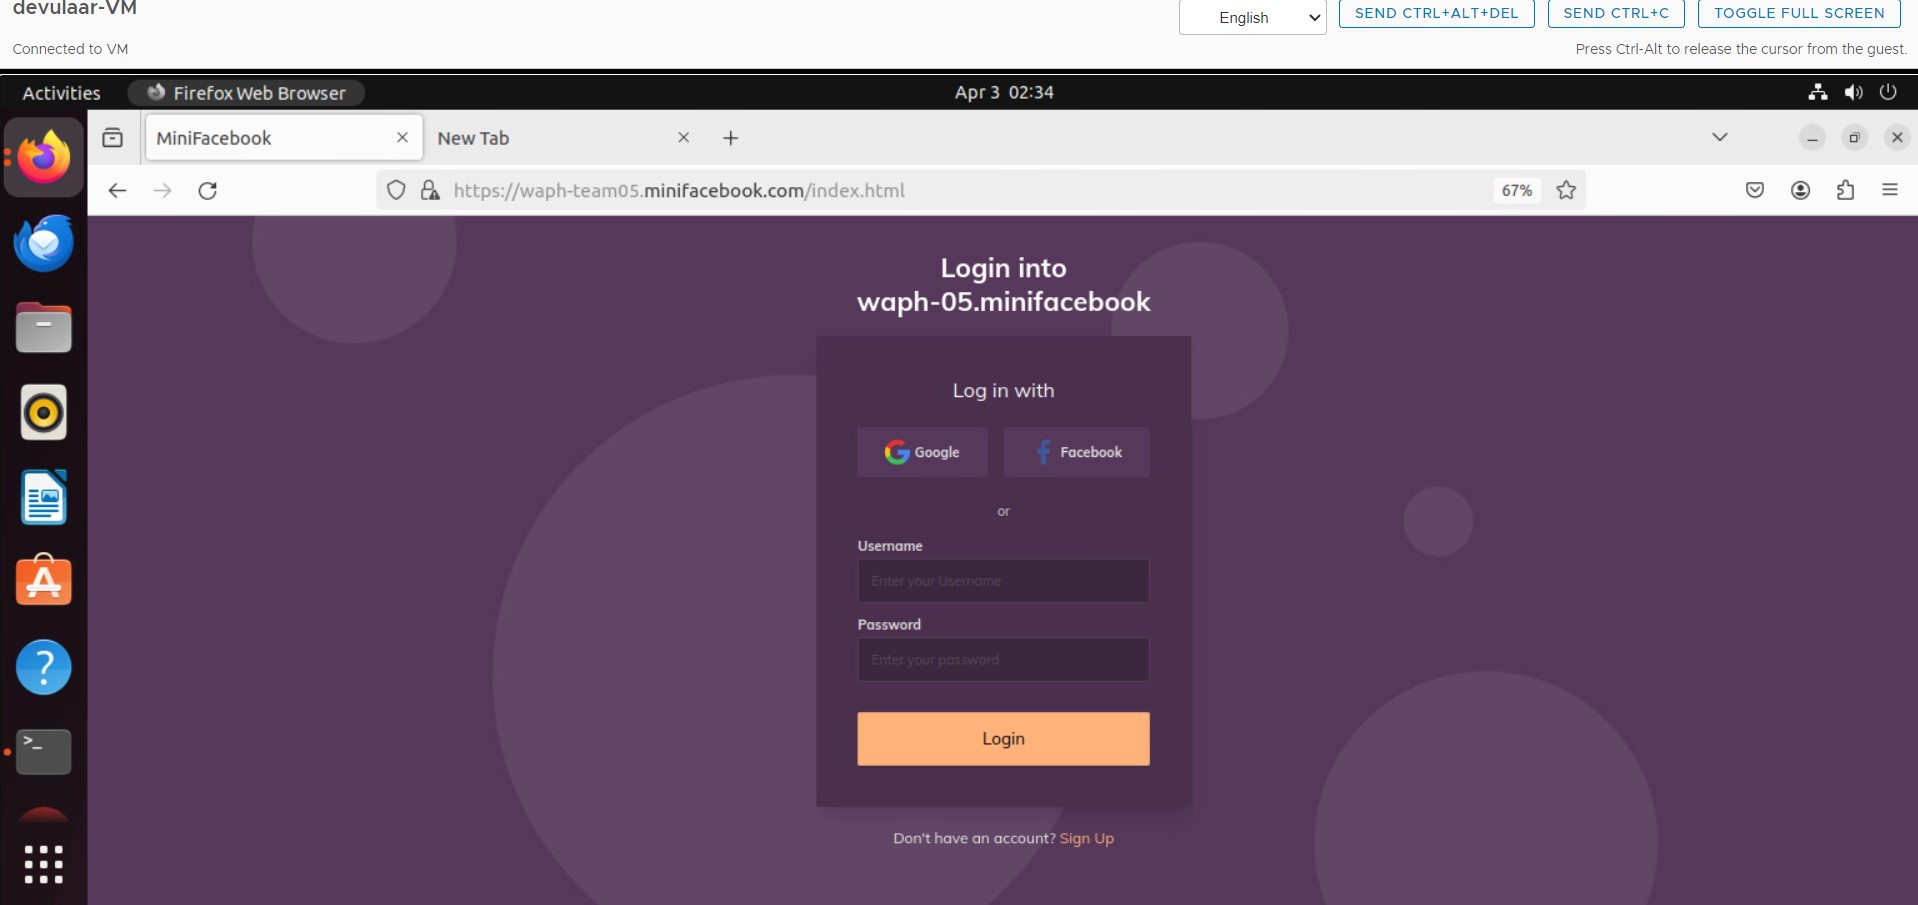 devulaar-VM
English
SEND CTRL+ALT+DEL
SEND CTRL+C
TOGGLE FULL SCREEN
Connected to VM
Press Ctrl-Alt to release the cursor from the guest.
Activities
Firefox Web Browser
Apr 3 02:34
MiniFacebook
New Tab
https://waph-team05.minifacebook.com/index.html
67%
Login into
waph-05.minifacebook
Log in with
Google
Facebook
or
Username
Enter your Username
Password
Enter your password
Login
Don't have an account? Sign Up